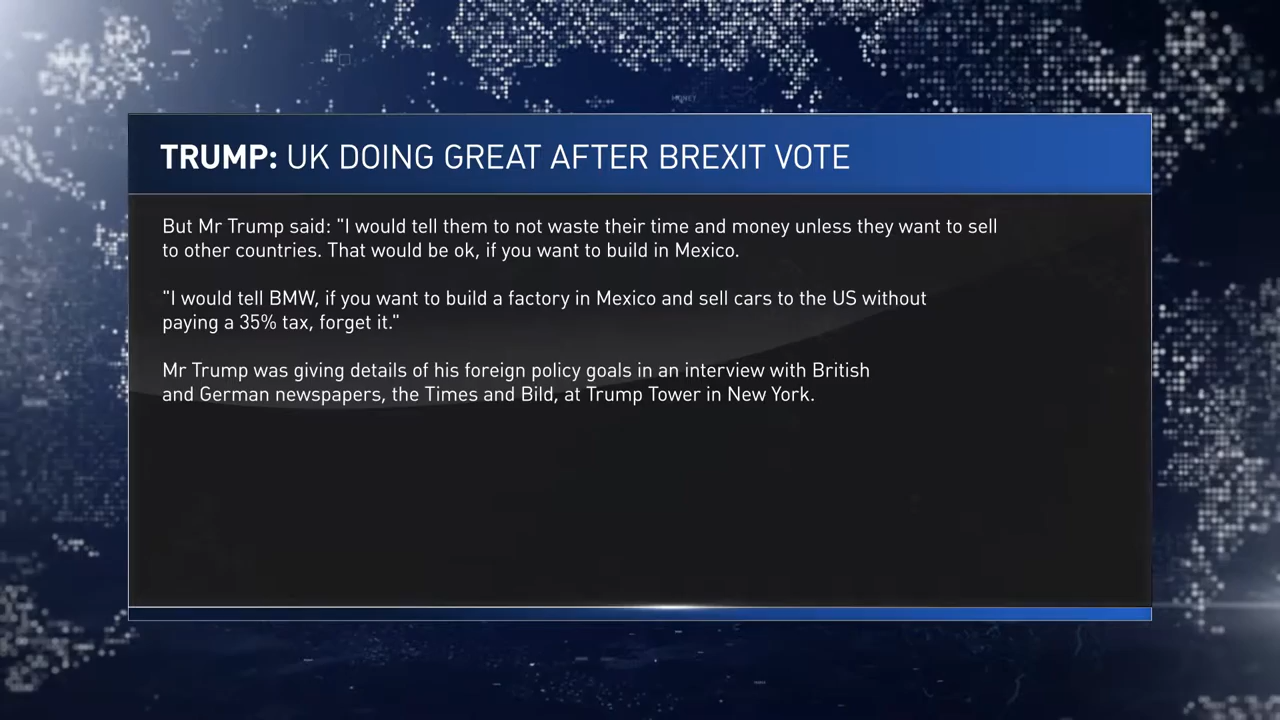 TRUMP: UK DOING GREAT AFTER BREXIT VOTE
But Mr Trump said: "I would tell them to not waste their time and money unless they want to sell
to other countries. That would be ok, if you want to build in Mexico.
"I would tell BMW, if you want to build a factory in Mexico and sell cars to the US without
paying a 35% tax, forget it."
Mr Trump was giving details of his foreign policy goals in an interview with British
and German newspapers, the Times and Bild, at Trump Tower in New York.